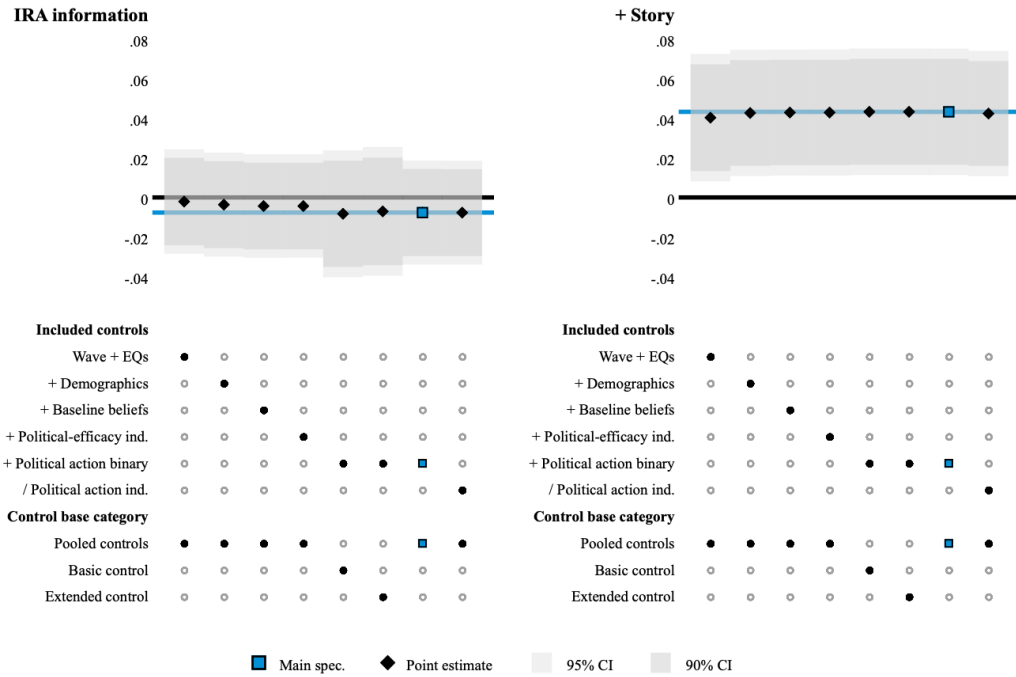 IRA information
.08
.06
.04
.02
0
-.02
-.04
Included controls
Wave + EQs
+ Demographics
+ Baseline beliefs
+ Political-efficacy ind.
+ Political action binary
/ Political action ind.
Control base category
Pooled controls
Basic control
Extended control
+ Story
.08
.06
.04
.02
0
-.02
-.04
Included controls
Wave + EQs
+ Demographics
+ Baseline beliefs
+ Political-efficacy ind.
+ Political action binary
/ Political action ind.
Control base category
Pooled controls
Basic control
Extended control
Main spec. Point estimate 95% CI 90% CI